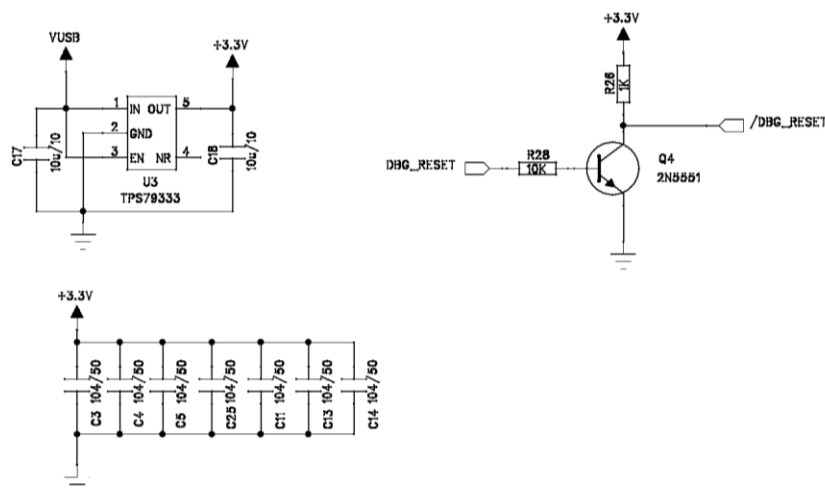 VUSB
+3.3V
1 IN OUT 5
2 GND
3 EN NR 4
C17
10u/10
C18
10u/10
U3
TPS79333
+3.3V
R26
1K
/DBG_RESET
DBG_RESET
R28
10K
Q4
2N5551
+3.3V
C3 104/50
C4 104/50
C5 104/50
C25 104/50
C11 104/50
C13 104/50
C14 104/50